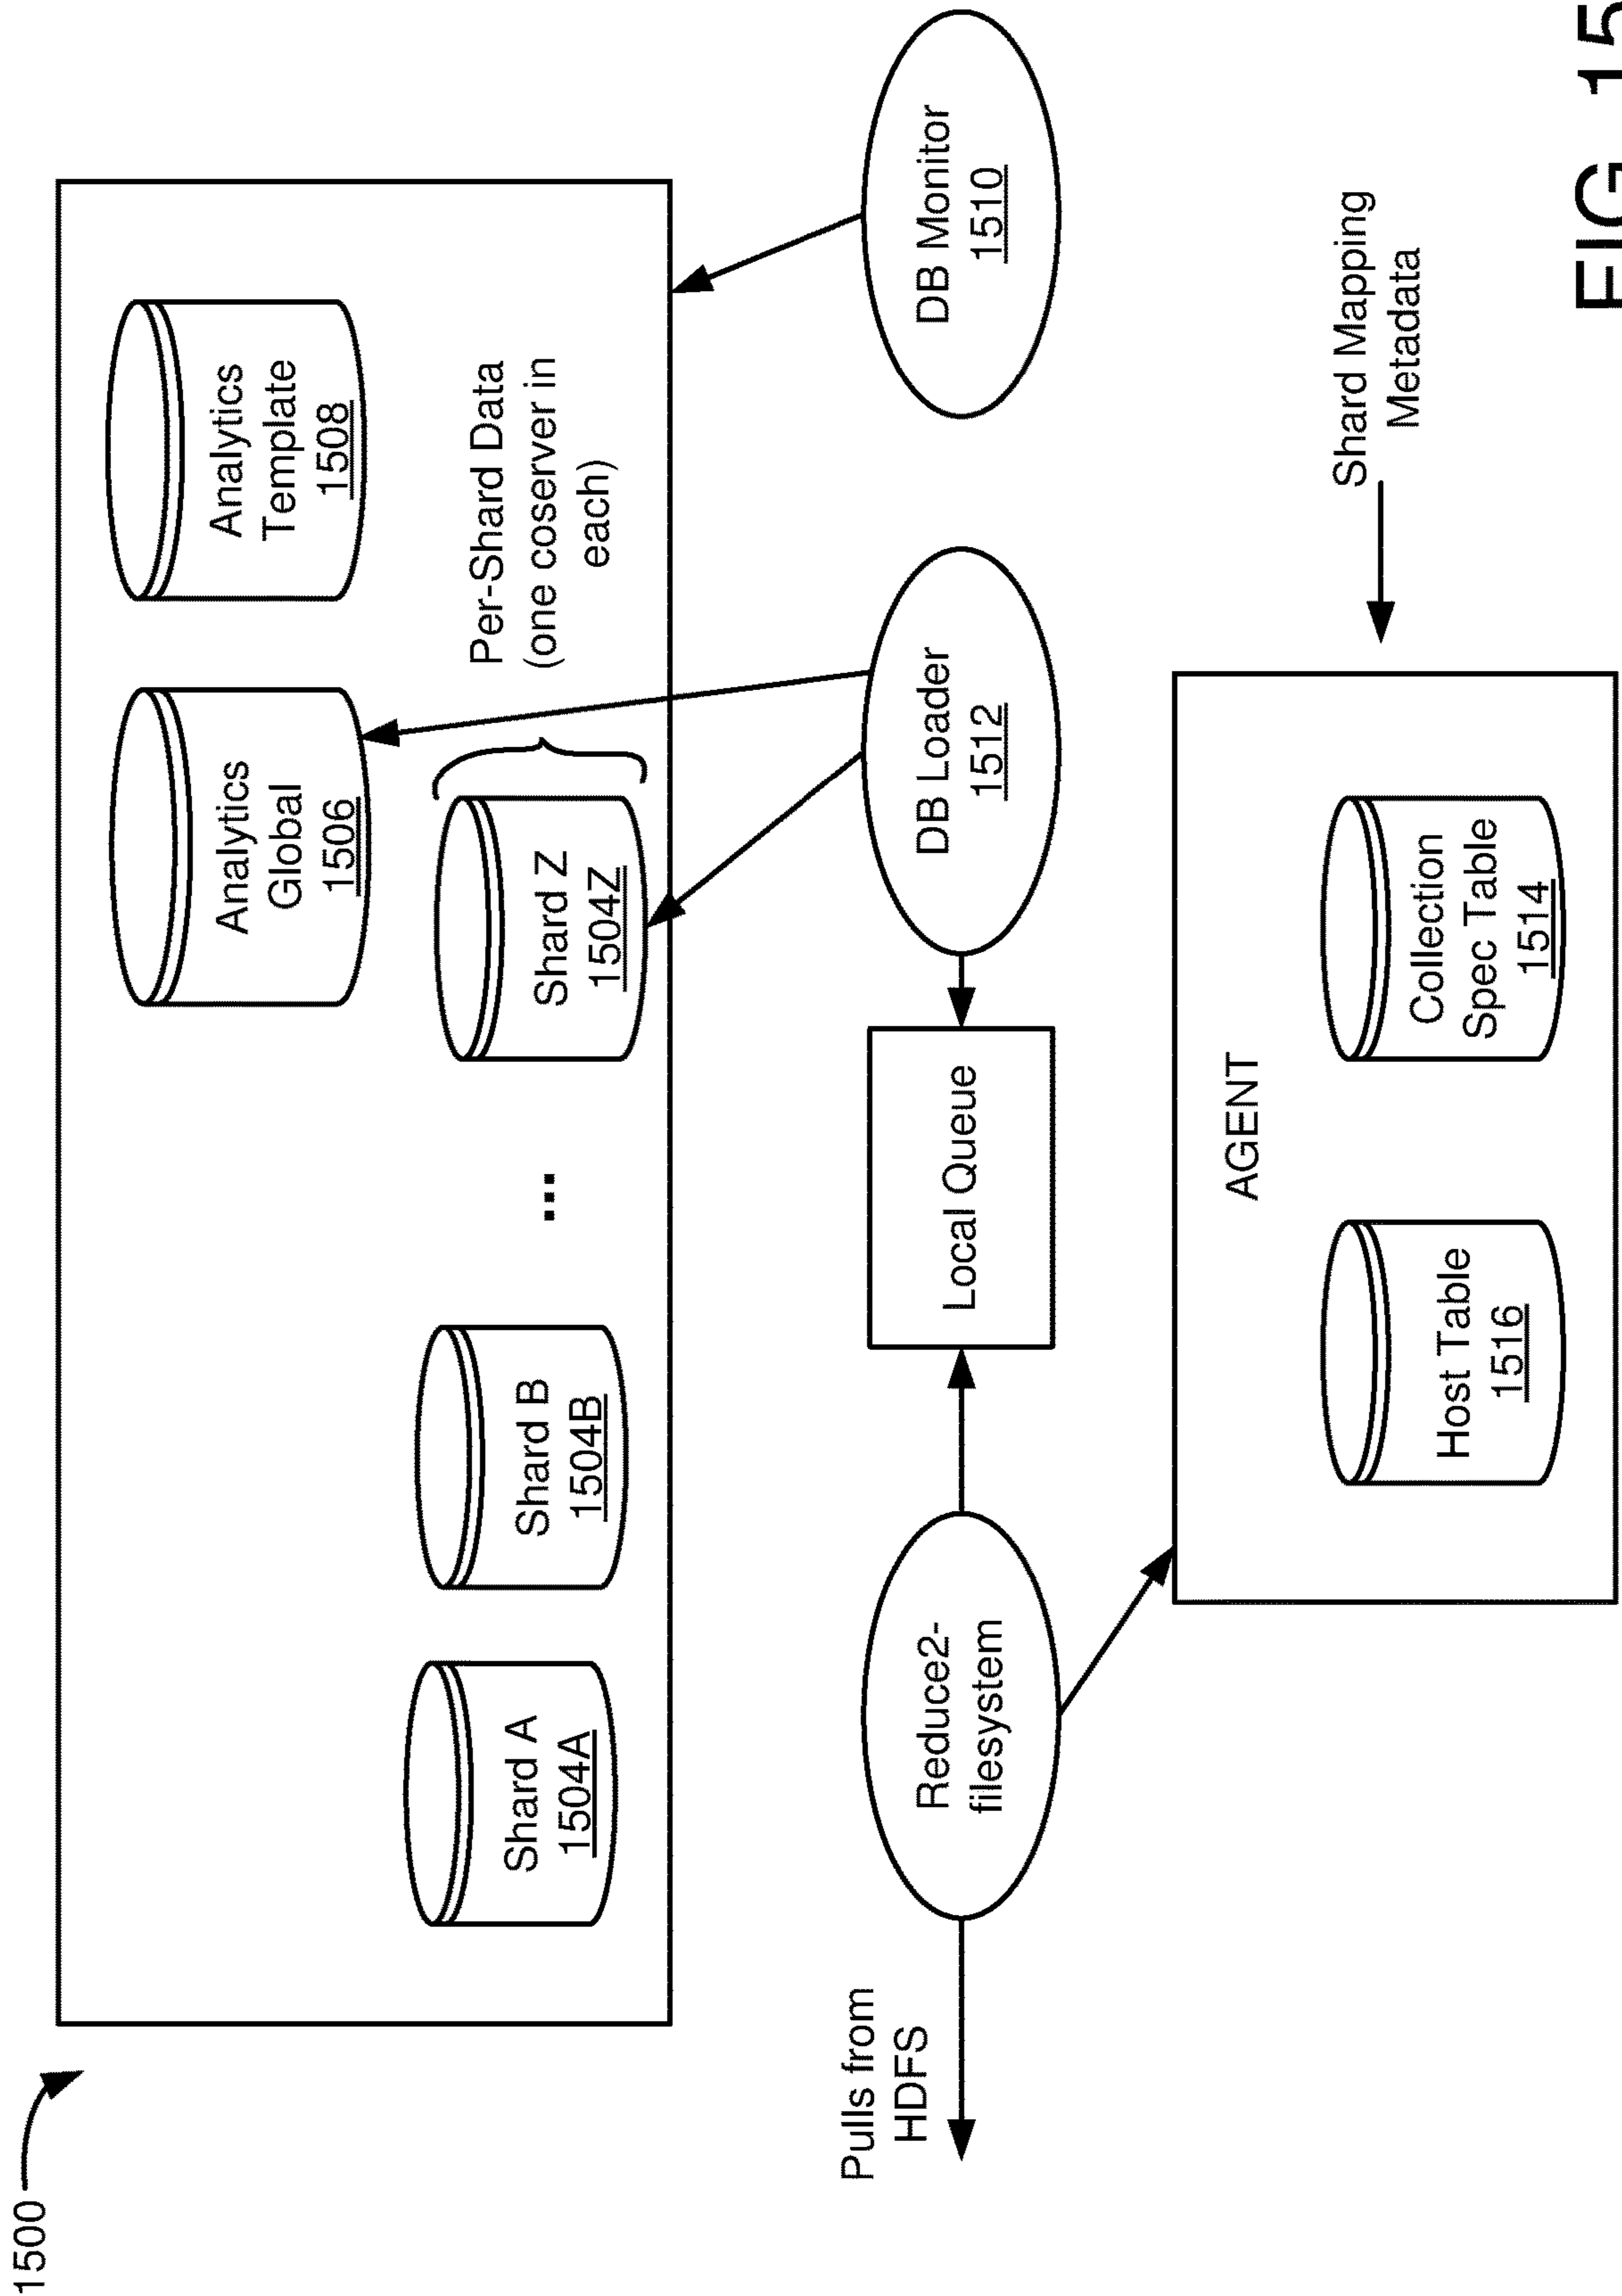 1500
Analytics
Global
1506
Analytics
Template
1508
Shard A
1504A
Shard B
1504B
...
Shard Z
1504Z
Per-Shard Data
(one coserver in
each)
Pulls from
HDFS
Reduce2-
filesystem
Local Queue
DB Loader
1512
DB Monitor
1510
AGENT
Host Table
1516
Collection
Spec Table
1514
Shard Mapping
Metadata
FIG. 15